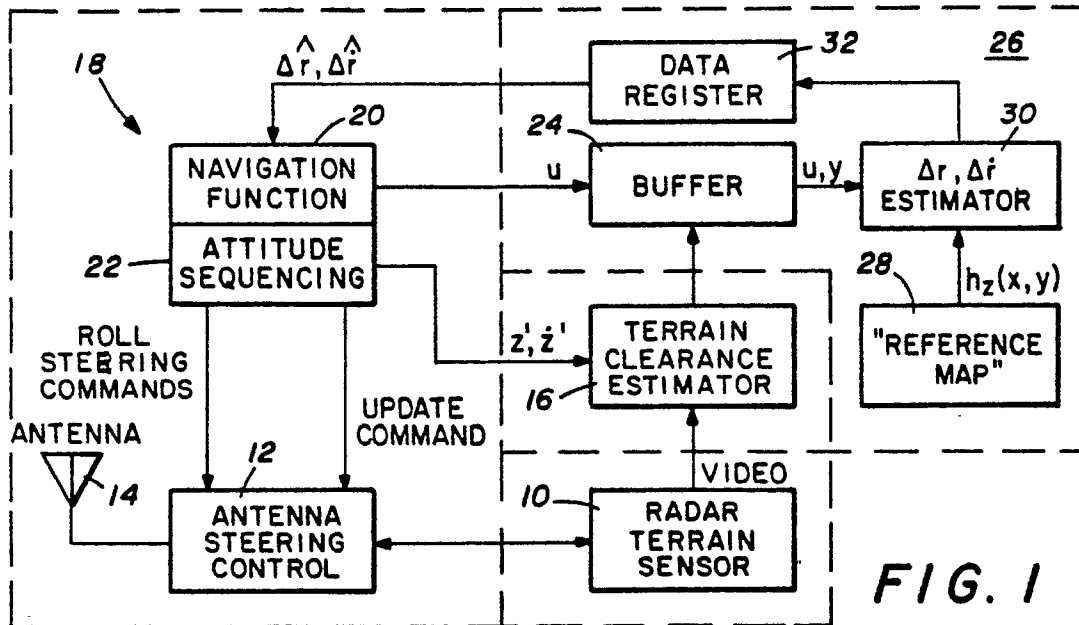 18
Δr̂, Δṙ̂
32
DATA
REGISTER
26
20
NAVIGATION
FUNCTION
u
24
BUFFER
u,y
30
Δr, Δṙ
ESTIMATOR
22
ATTITUDE
SEQUENCING
ROLL
STEERING
COMMANDS
z', ż'
TERRAIN
CLEARANCE
ESTIMATOR
16
28
h_z(x,y)
"REFERENCE
MAP"
UPDATE
COMMAND
ANTENNA
14
12
ANTENNA
STEERING
CONTROL
VIDEO
10
RADAR
TERRAIN
SENSOR
FIG. 1